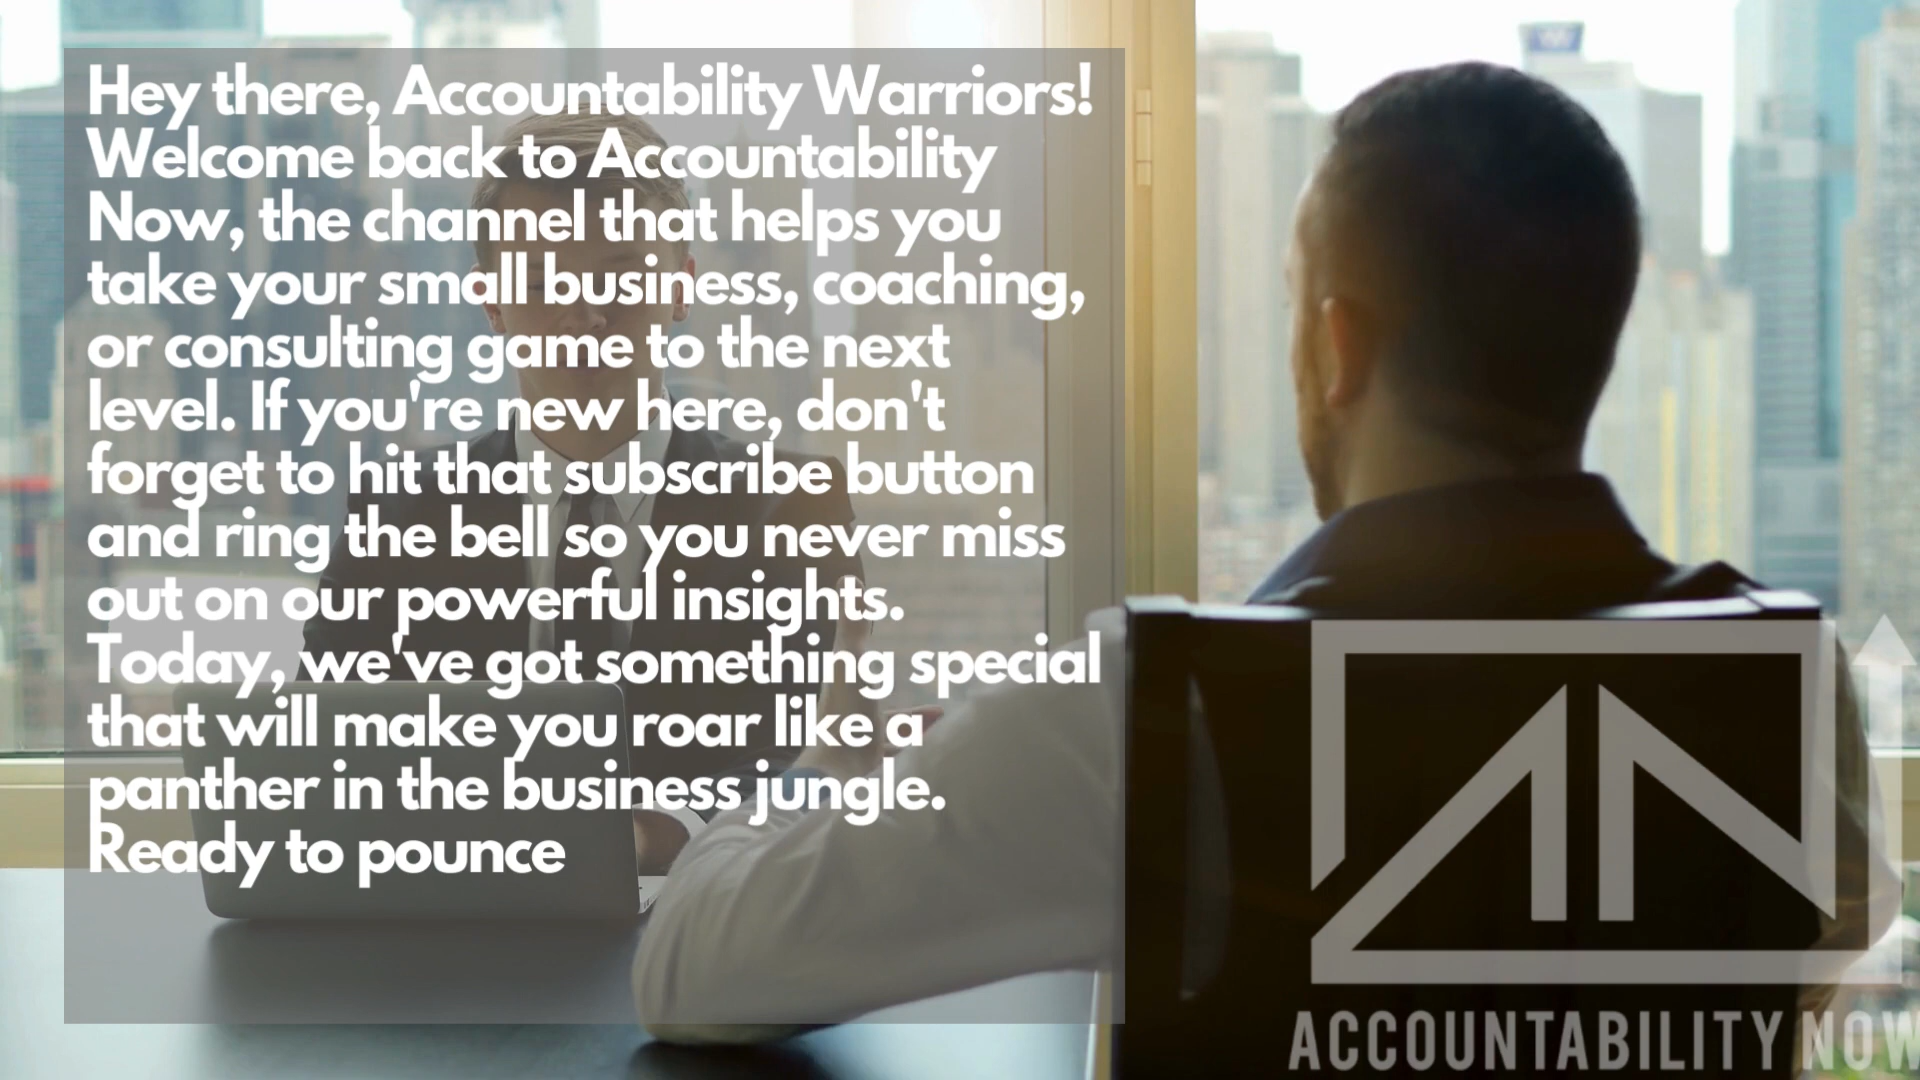 Hey there, Accountability Warriors!
Welcome back to Accountability
Now, the channel that helps you
take your small business, coaching,
or consulting game to the next
level. If you're new here, don't
forget to hit that subscribe button
and ring the bell so you never miss
out on our powerful insights.
Today, we've got something special
that will make you roar like a
panther in the business jungle.
Ready to pounce
AN
ACCOUNTABILITY NOW